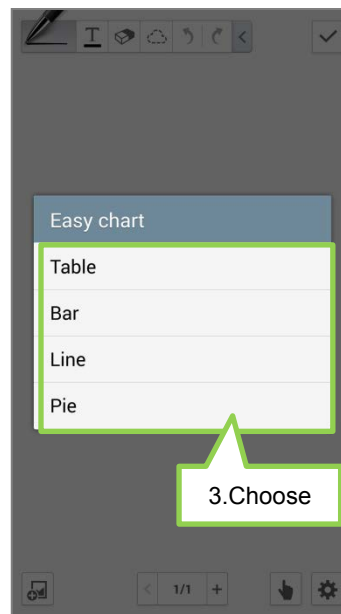 T
Easy chart
Table
Bar
Line
Pie
3.Choose
< 1/1 +